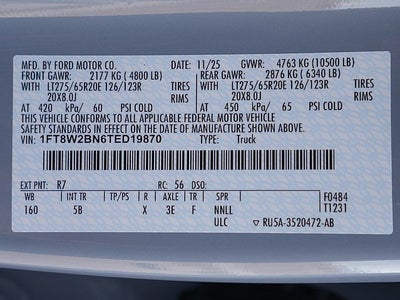 MFD. BY FORD MOTOR CO. 11/25 GVWR: 4763 KG (10500 LB)
FRONT GAWR: 2177 KG (4800 LB) REAR GAWR: 2876 KG (6340 LB)
WITH LT275/65R20E 126/123R TIRES WITH LT275/65R20E 126/123R TIRES
20X8.0J RIMS 20X8.0J RIMS
AT 420 kPa/ 60 PSI COLD AT 450 kPa/ 65 PSI COLD
THIS VEHICLE CONFORMS TO ALL APPLICABLE FEDERAL MOTOR VEHICLE
SAFETY STANDARDS IN EFFECT ON THE DATE OF MANUFACTURE SHOWN ABOVE.
VIN: 1FT8W2BN6TED19870 TYPE: Truck
EXT PNT: R7 RC: 56 DSO:
WB INT TR TP/PS R AXLE TR SPR F0484
160 5B X 3E F NNLL T1231
ULC RU5A-3520472-AB